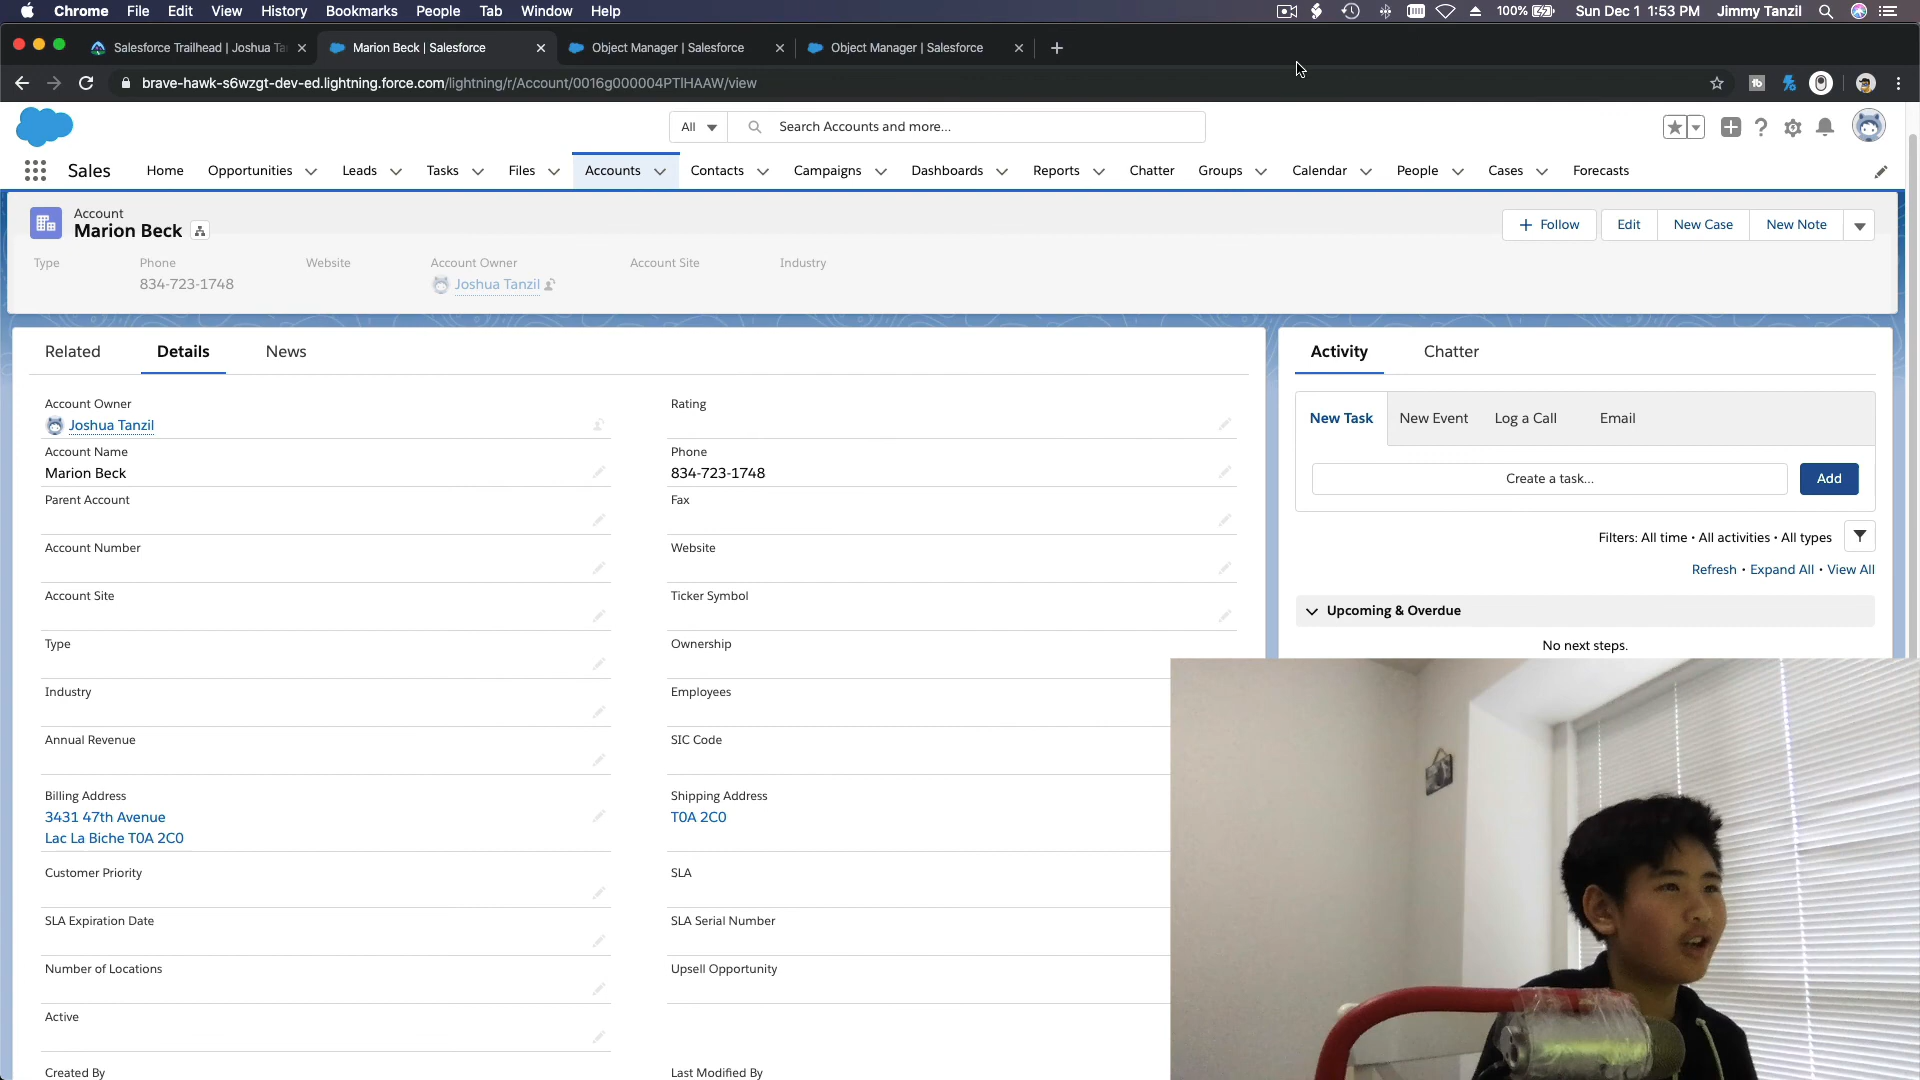 Chrome File Edit View History Bookmarks People Tab Window Help
100% Sun Dec 1 1:53 PM Jimmy Tanzil
Salesforce Trailhead | Joshua Ta
Marion Beck | Salesforce
Object Manager | Salesforce
Object Manager | Salesforce
brave-hawk-s6wzgt-dev-ed.lightning.force.com/lightning/r/Account/0016g000004PTIHAAW/view
All
Search Accounts and more...
Sales
Home Opportunities Leads Tasks Files Accounts Contacts Campaigns Dashboards Reports Chatter Groups Calendar People Cases Forecasts
Account
Marion Beck
+ Follow
Edit
New Case
New Note
Type Phone Website Account Owner Account Site Industry
834-723-1748 Joshua Tanzil
Related Details News
Account Owner
Joshua Tanzil
Account Name
Marion Beck
Parent Account
Account Number
Account Site
Type
Industry
Annual Revenue
Billing Address
3431 47th Avenue
Lac La Biche T0A 2C0
Customer Priority
SLA Expiration Date
Number of Locations
Active
Created By
Rating
Phone
834-723-1748
Fax
Website
Ticker Symbol
Ownership
Employees
SIC Code
Shipping Address
T0A 2C0
SLA
SLA Serial Number
Upsell Opportunity
Last Modified By
Activity Chatter
New Task New Event Log a Call Email
Create a task...
Add
Filters: All time • All activities • All types
Refresh • Expand All • View All
Upcoming & Overdue
No next steps.